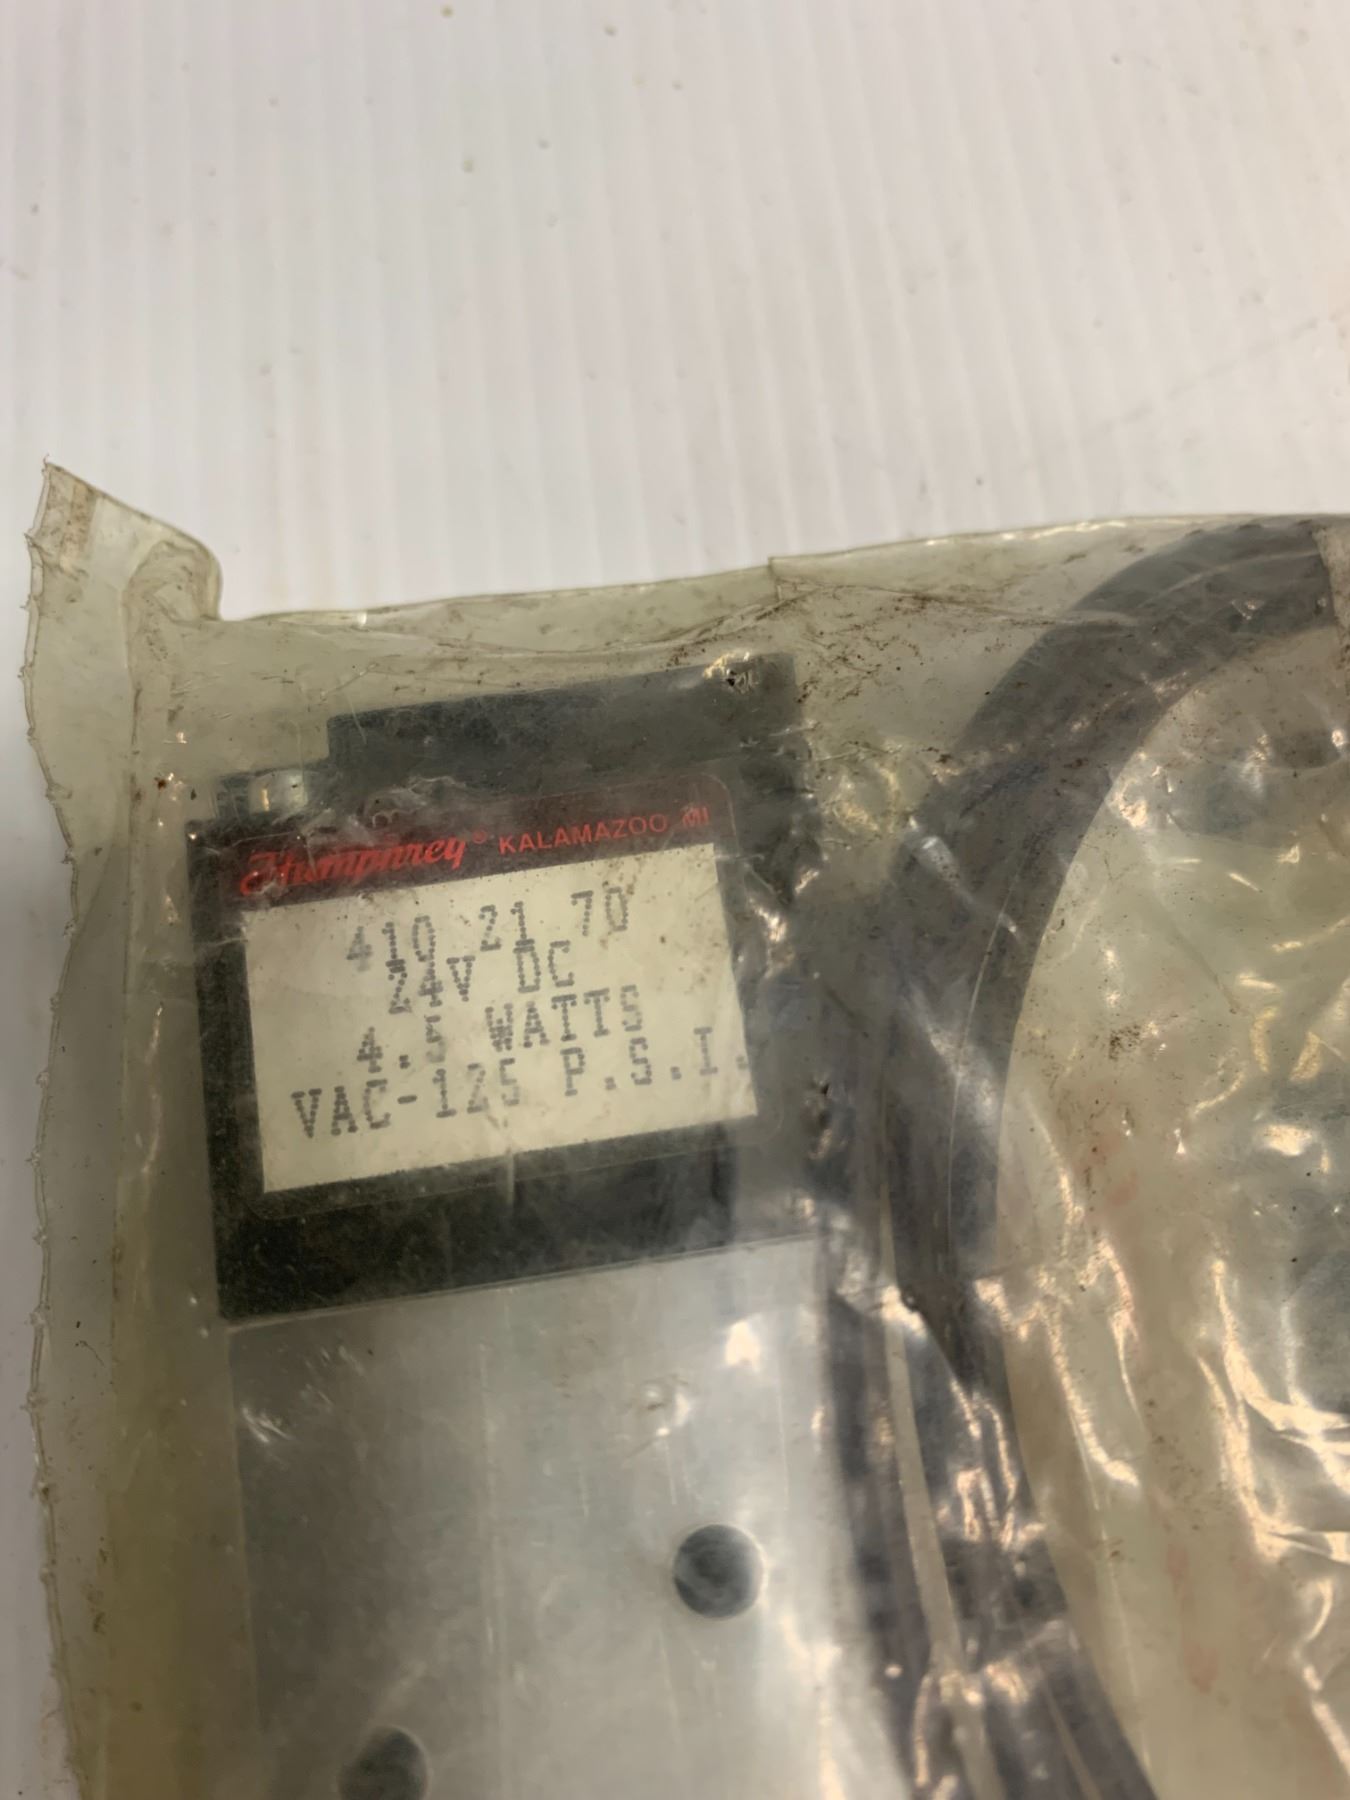 Humphrey® KALAMAZOO MI
410 21 70
24V DC
4.5 WATTS
VAC-125 P.S.I.